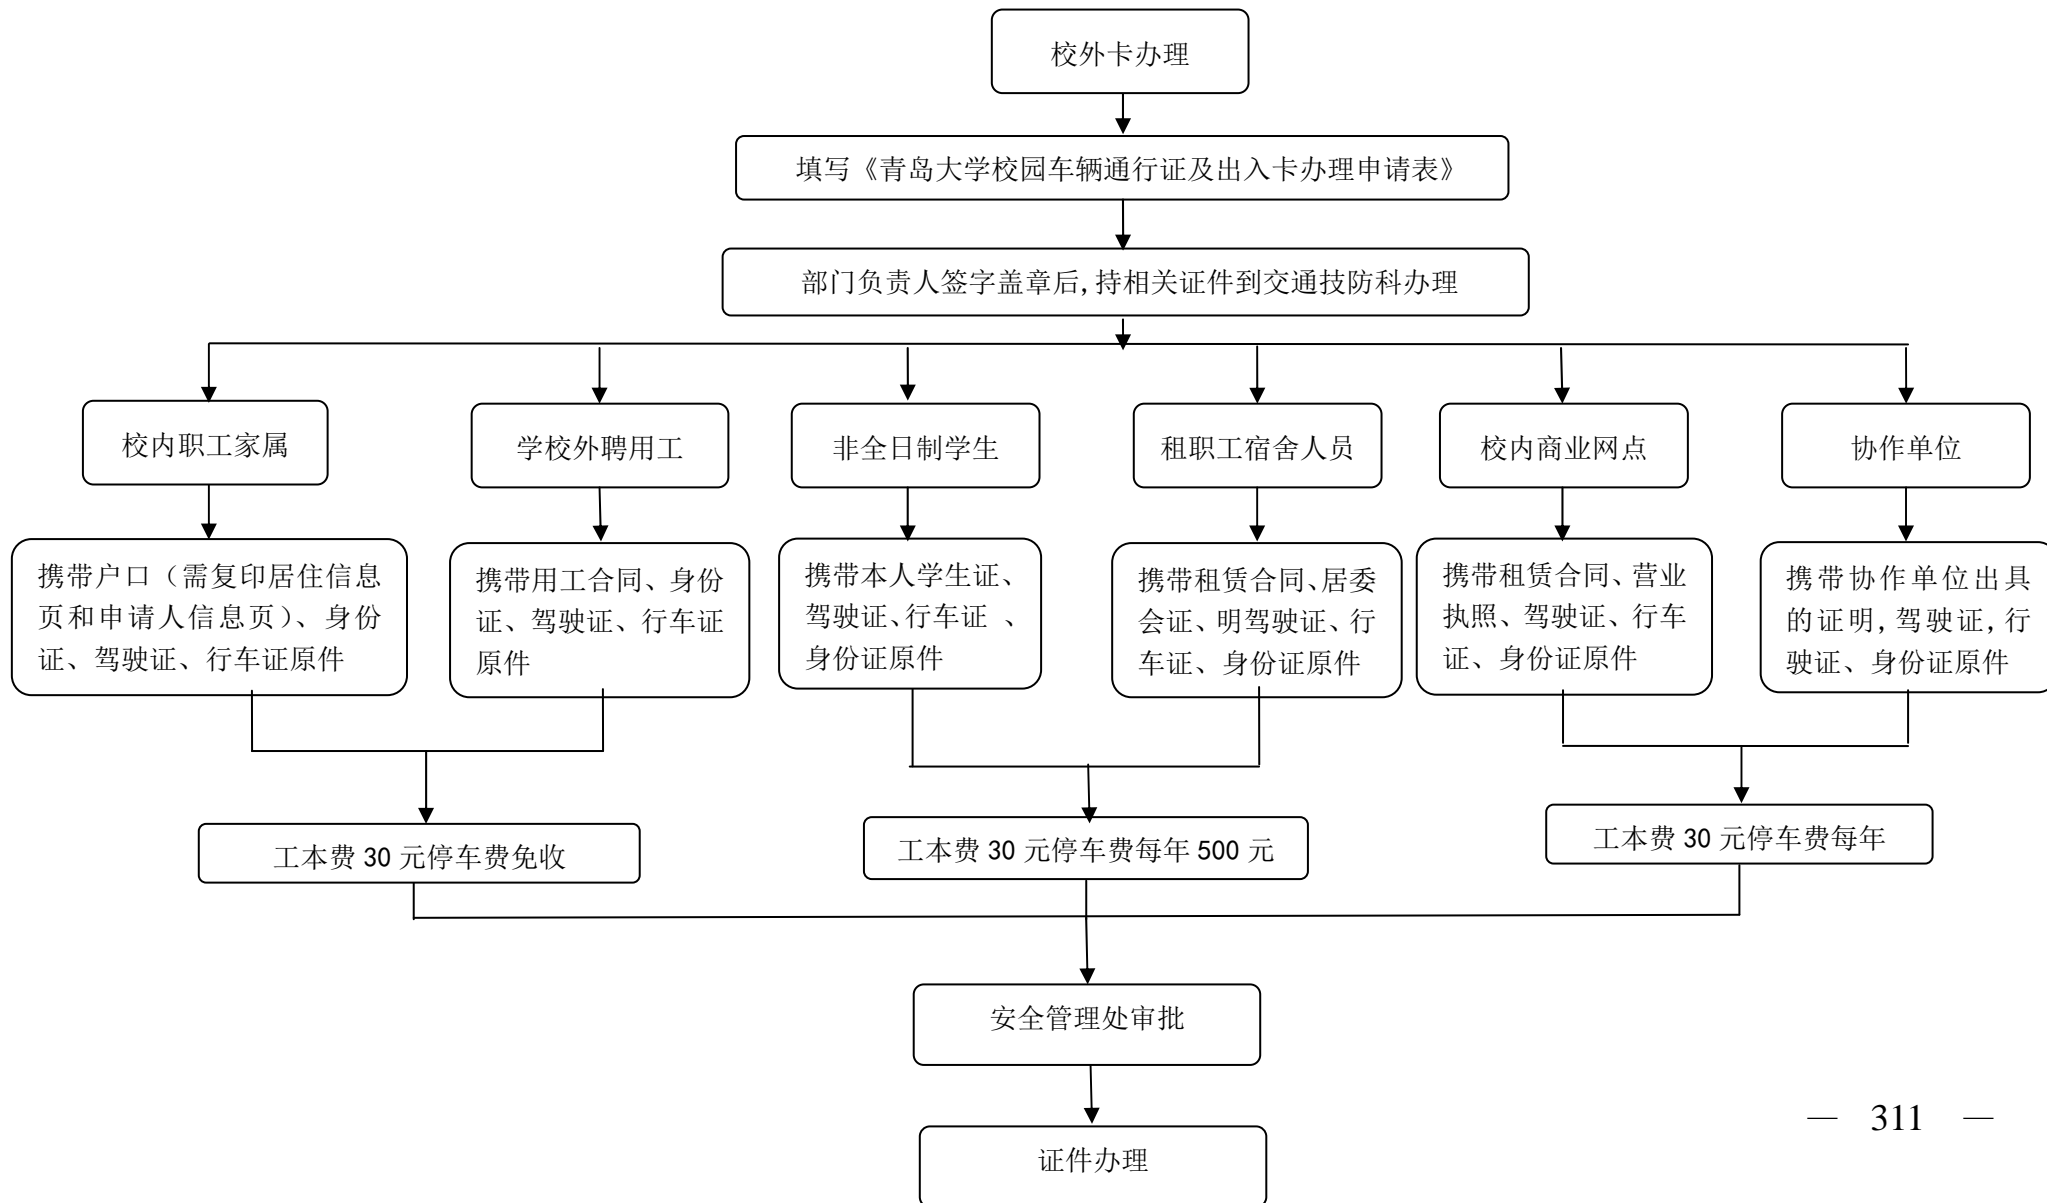 校外卡办理
填写《青岛大学校园车辆通行证及出入卡办理申请表》
部门负责人签字盖章后,持相关证件到交通技防科办理
校内职工家属
学校外聘用工
非全日制学生
租职工宿舍人员
校内商业网点
协作单位
携带户口（需复印居住信息
页和申请人信息页）、身份
证、驾驶证、行车证原件
携带用工合同、身份
证、驾驶证、行车证
原件
携带本人学生证、
驾驶证、行车证 、
身份证原件
携带租赁合同、居委
会证、明驾驶证、行
车证、身份证原件
携带租赁合同、营业
执照、驾驶证、行车
证、身份证原件
携带协作单位出具
的证明,驾驶证,行
驶证、身份证原件
工本费 30 元停车费免收
工本费 30 元停车费每年 500 元
工本费 30 元停车费每年
安全管理处审批
证件办理
— 311 —